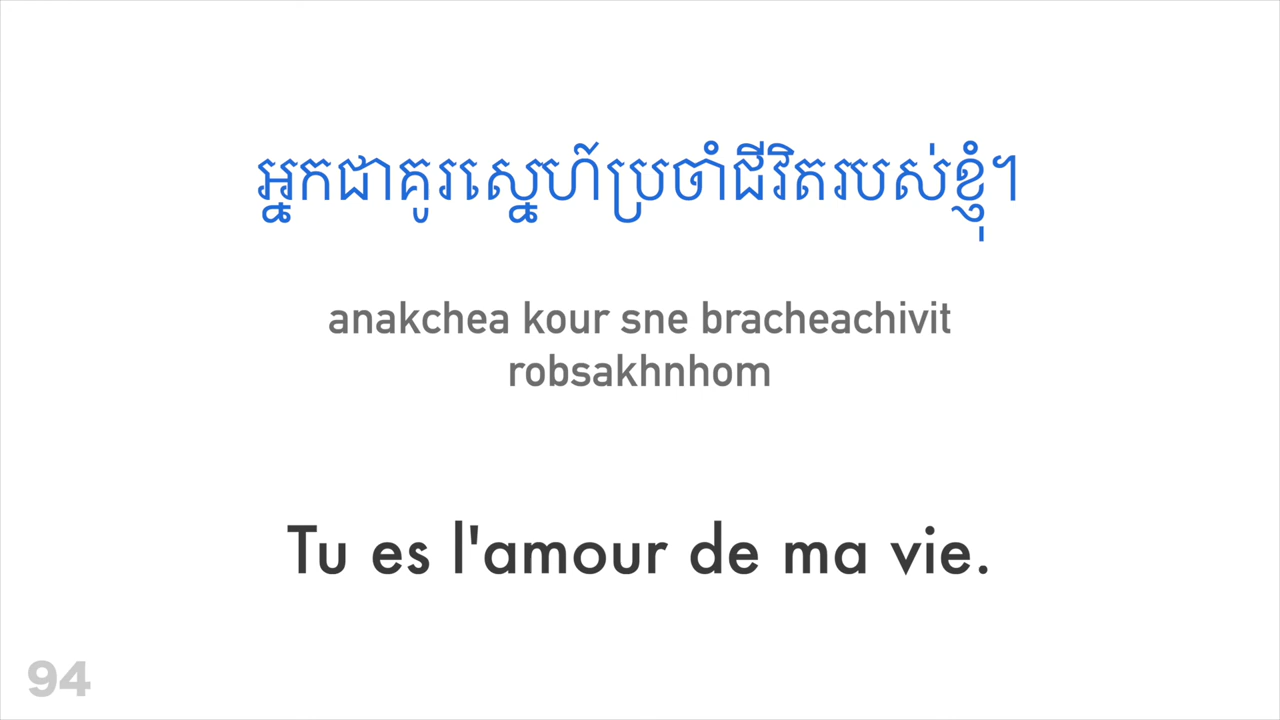 អ្នកជាគូរស្នេហ៍ប្រចាំជីវិតរបស់ខ្ញុំ។
anakchea kour sne bracheachivit
robsakhnhom
Tu es l'amour de ma vie.
94